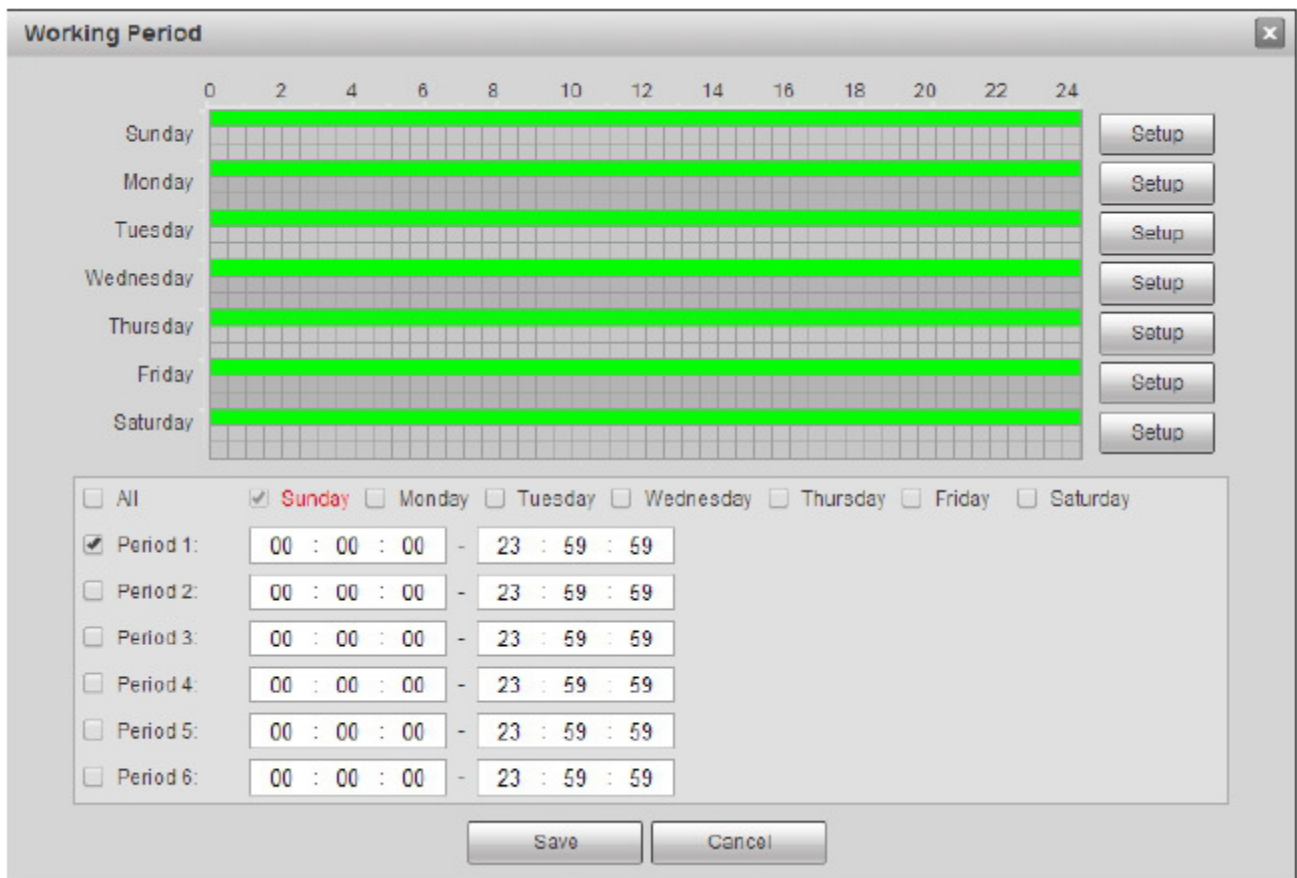 Working Period
0 2 4 6 8 10 12 14 16 18 20 22 24
Sunday Setup
Monday Setup
Tuesday Setup
Wednesday Setup
Thursday Setup
Friday Setup
Saturday Setup
All Sunday Monday Tuesday Wednesday Thursday Friday Saturday
Period 1: 00 : 00 : 00 - 23 : 59 : 59
Period 2: 00 : 00 : 00 - 23 : 59 : 59
Period 3: 00 : 00 : 00 - 23 : 59 : 59
Period 4: 00 : 00 : 00 - 23 : 59 : 59
Period 5: 00 : 00 : 00 - 23 : 59 : 59
Period 6: 00 : 00 : 00 - 23 : 59 : 59
Save Cancel